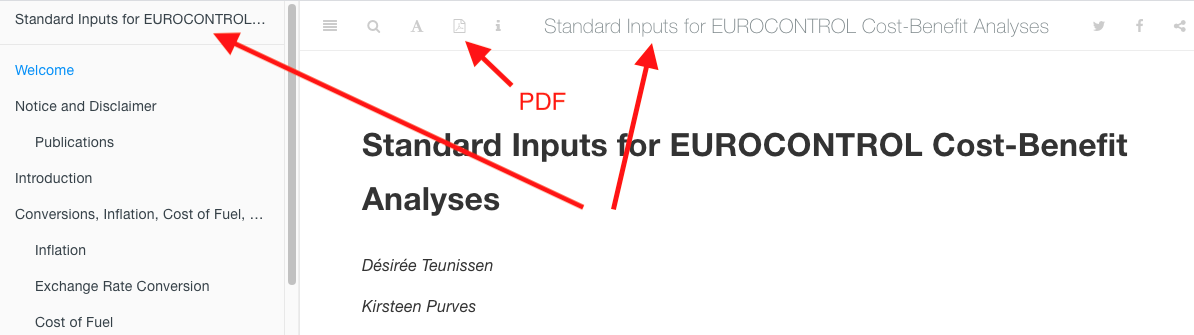 Standard Inputs for EUROCONTROL...
Welcome
Notice and Disclaimer
Publications
Introduction
Conversions, Inflation, Cost of Fuel, ...
Inflation
Exchange Rate Conversion
Cost of Fuel
A
i
Standard Inputs for EUROCONTROL Cost-Benefit Analyses
PDF
Standard Inputs for EUROCONTROL Cost-Benefit
Analyses
Désirée Teunissen
Kirsteen Purves